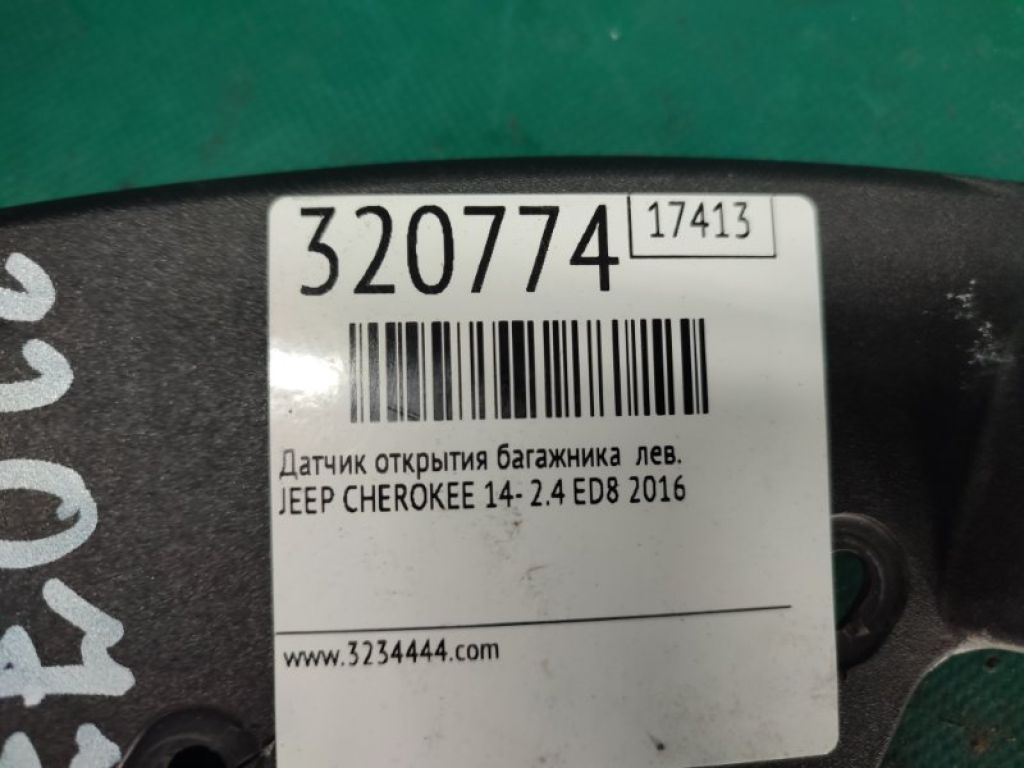 320774
17413
Датчик открытия багажника лев.
JEEP CHEROKEE 14- 2.4 ED8 2016
www.3234444.com